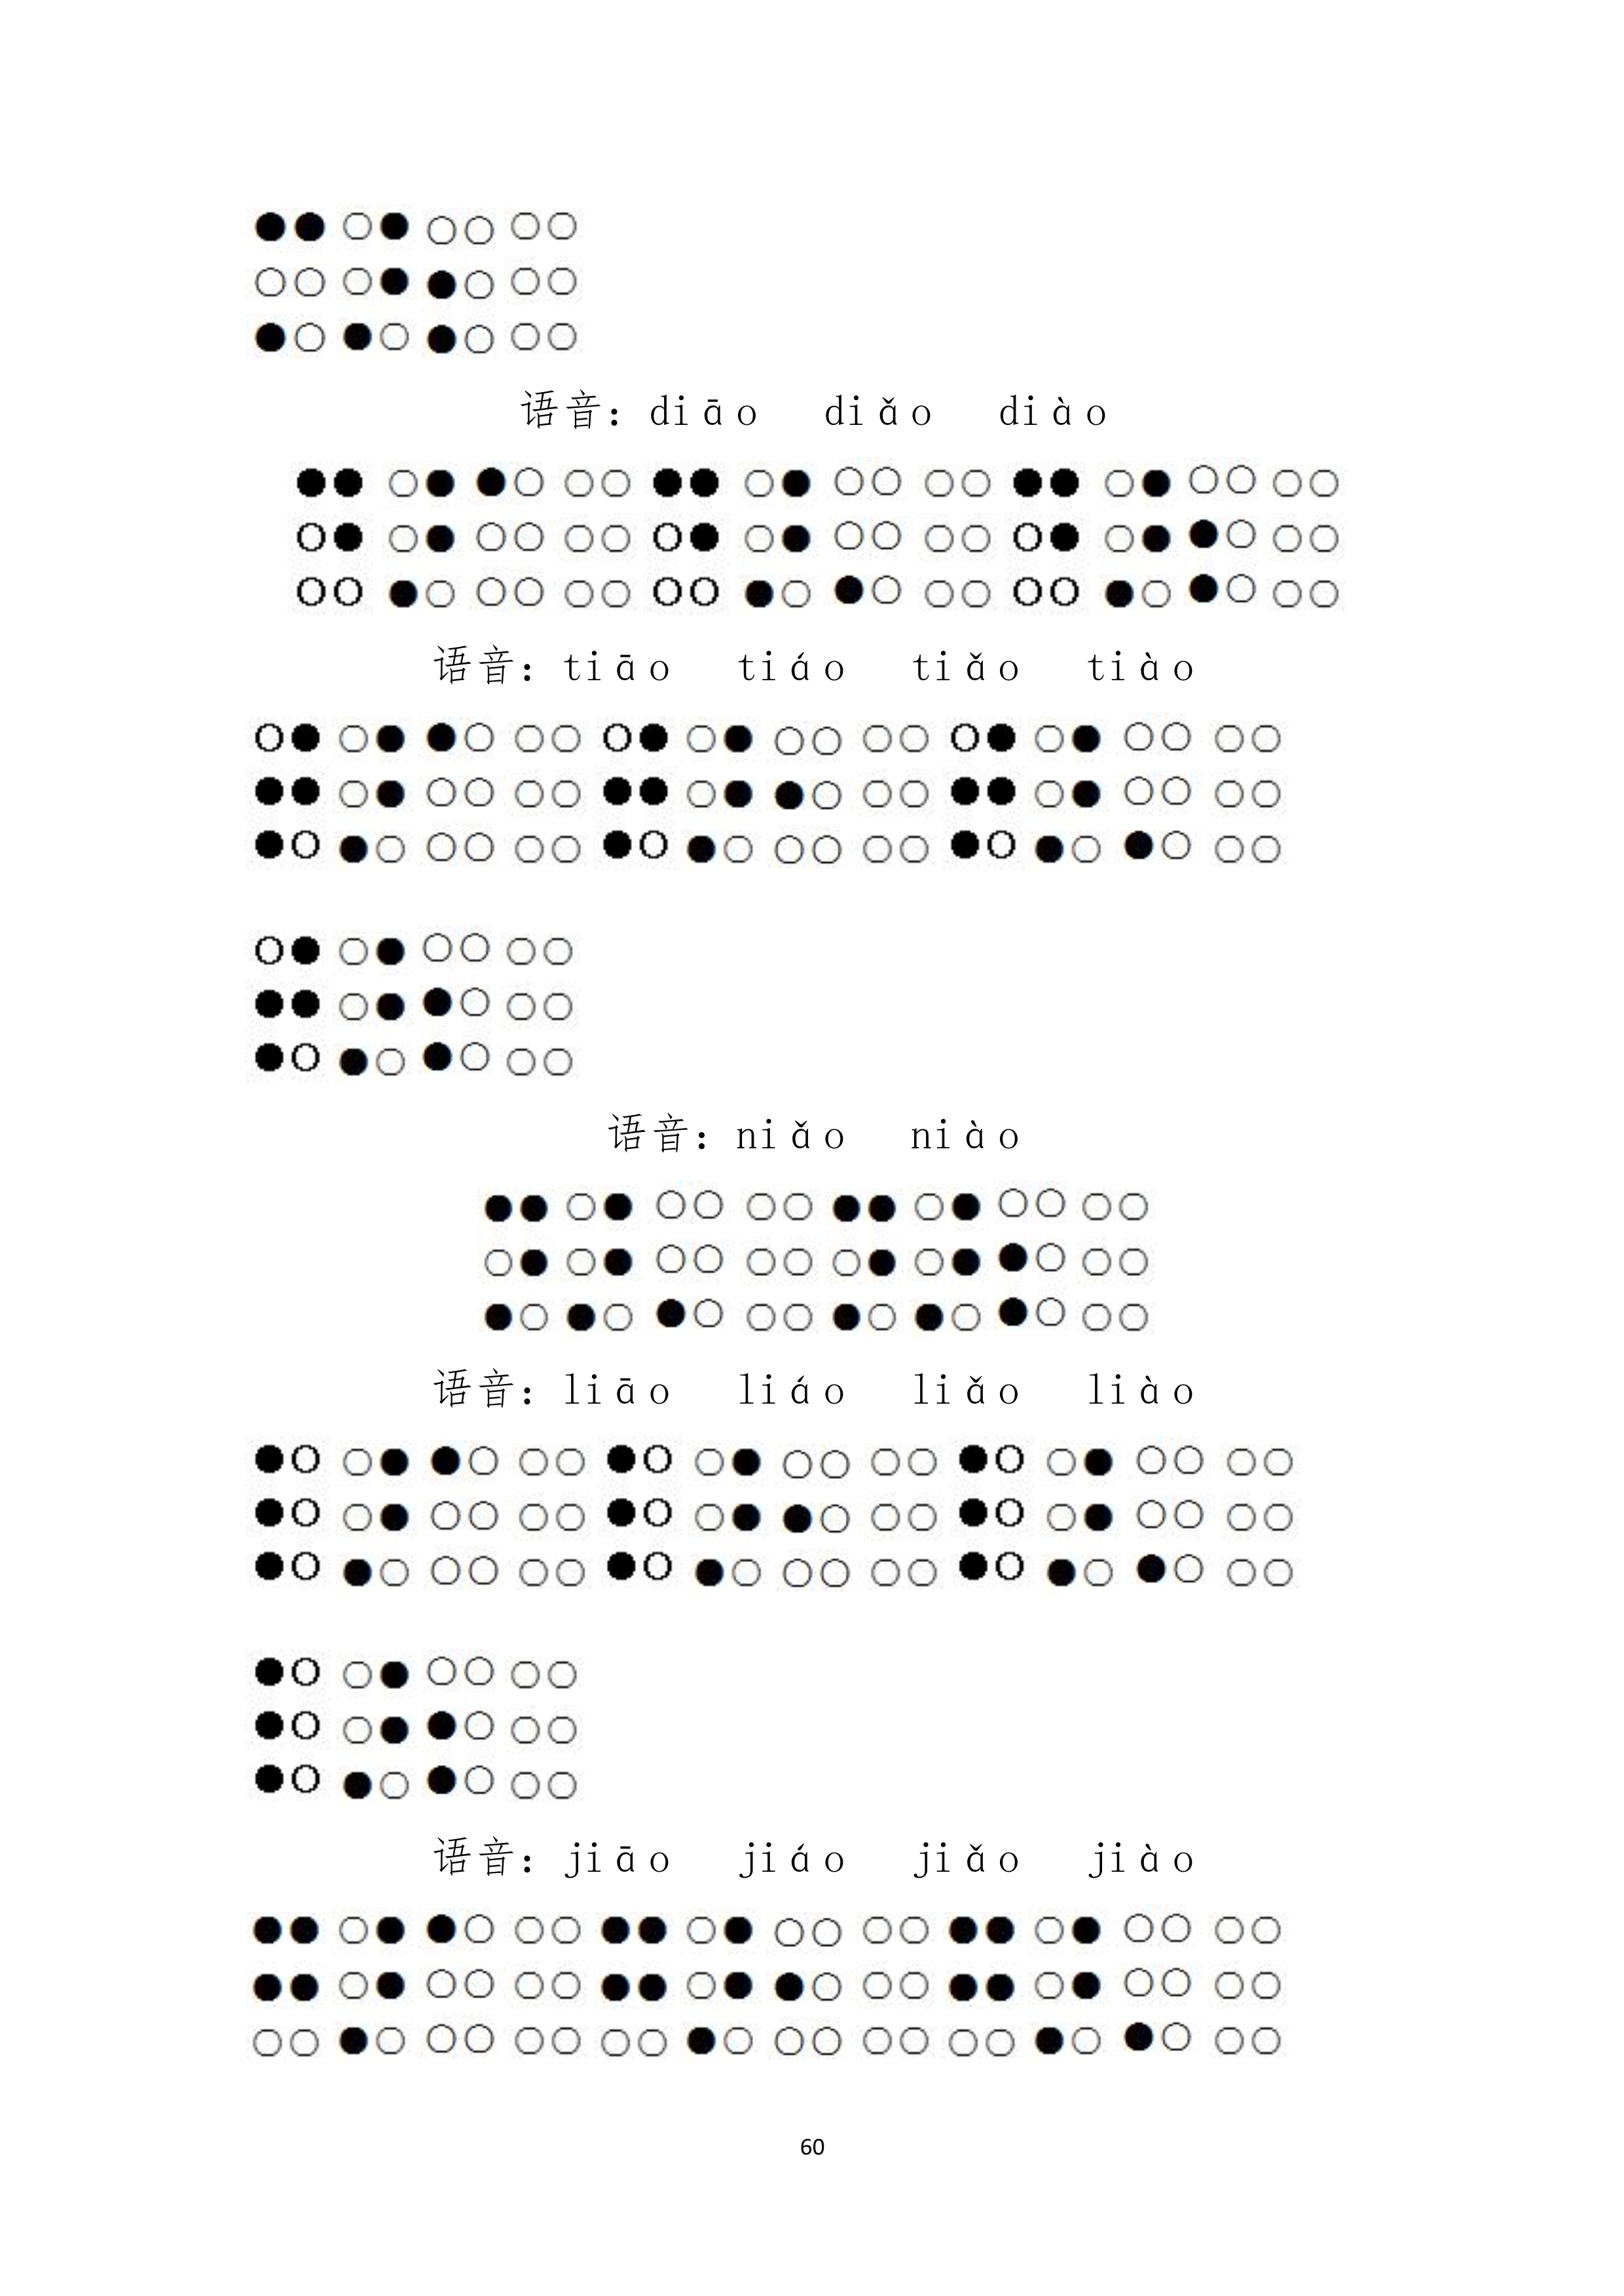 语音：diāo diǎo diào
语音：tiāo tiáo tiǎo tiào
语音：niǎo niào
语音：liāo liáo liǎo liào
语音：jiāo jiáo jiǎo jiào
60